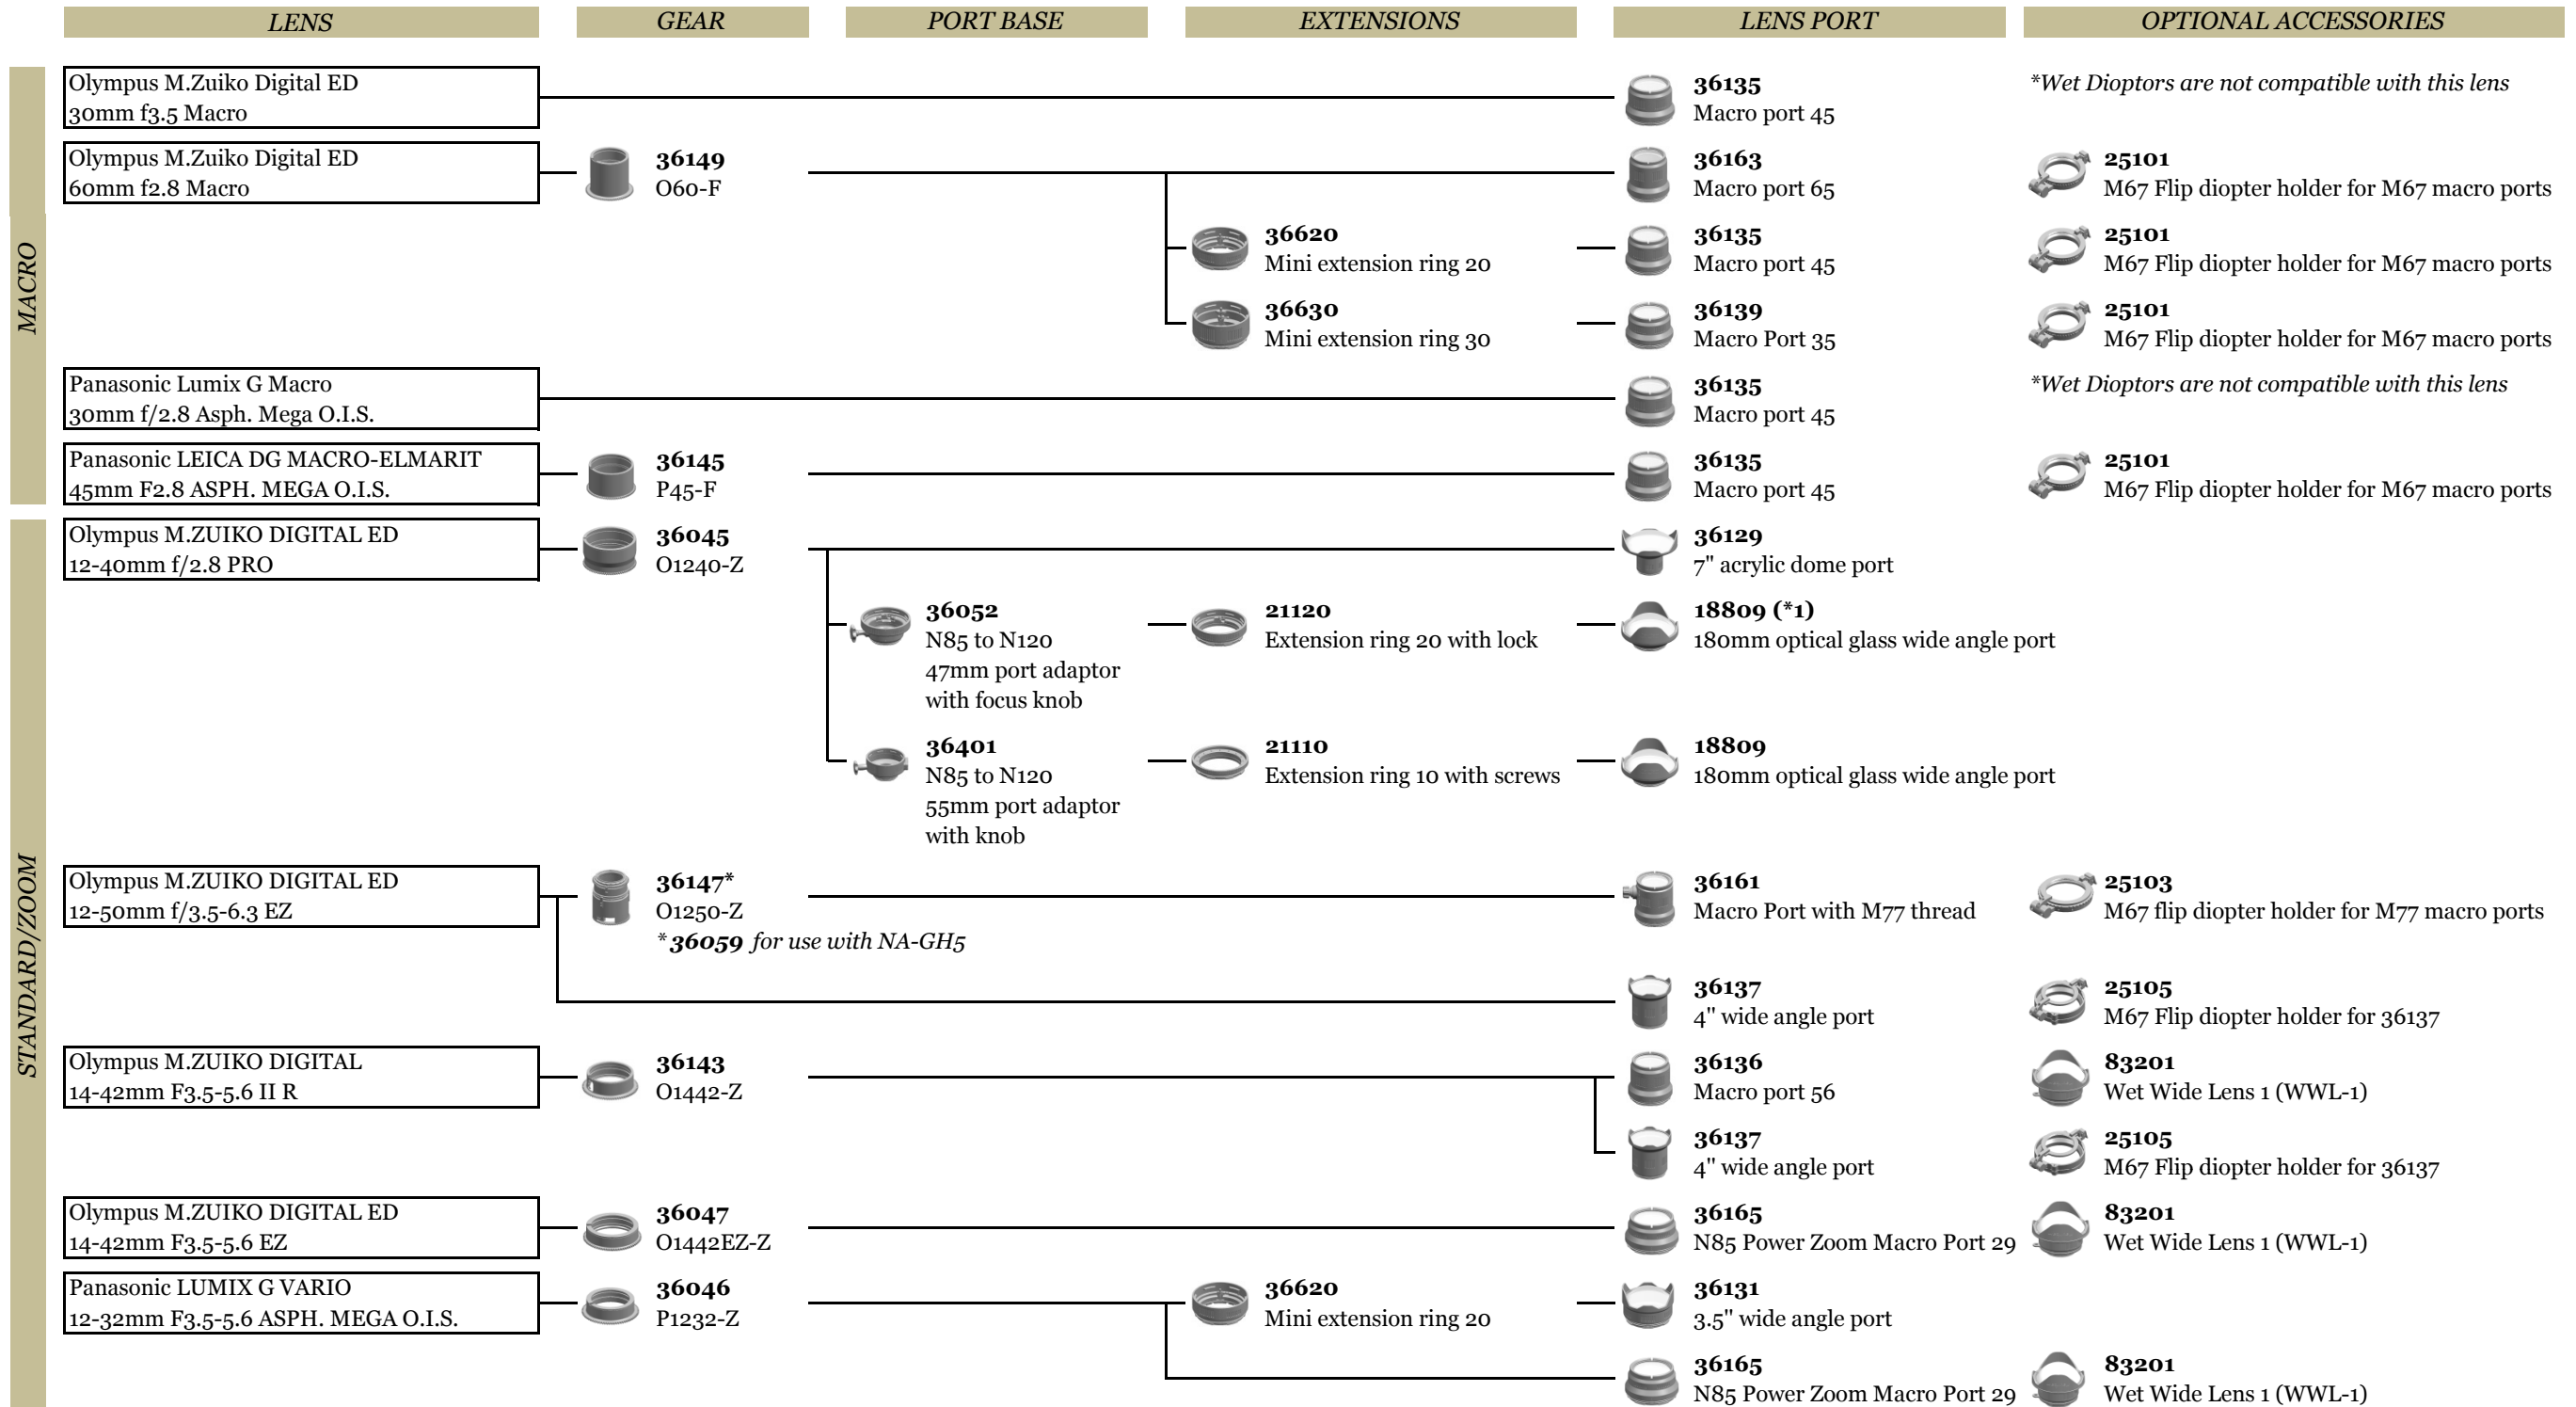 LENS GEAR PORT BASE EXTENSIONS LENS PORT OPTIONAL ACCESSORIES
MACRO
Olympus M.Zuiko Digital ED 36135 *Wet Dioptors are not compatible with this lens
30mm f3.5 Macro Macro port 45
Olympus M.Zuiko Digital ED 36149 36163 25101
60mm f2.8 Macro O60-F Macro port 65 M67 Flip diopter holder for M67 macro ports
36620 36135 25101
Mini extension ring 20 Macro port 45 M67 Flip diopter holder for M67 macro ports
36630 36139 25101
Mini extension ring 30 Macro Port 35 M67 Flip diopter holder for M67 macro ports
Panasonic Lumix G Macro 36135 *Wet Dioptors are not compatible with this lens
30mm f/2.8 Asph. Mega O.I.S. Macro port 45
Panasonic LEICA DG MACRO-ELMARIT 36145 36135 25101
45mm F2.8 ASPH. MEGA O.I.S. P45-F Macro port 45 M67 Flip diopter holder for M67 macro ports
STANDARD/ZOOM
Olympus M.ZUIKO DIGITAL ED 36045 36129
12-40mm f/2.8 PRO O1240-Z 7" acrylic dome port
36052 21120 18809 (*1)
N85 to N120 Extension ring 20 with lock 180mm optical glass wide angle port
47mm port adaptor
with focus knob
36401 21110 18809
N85 to N120 Extension ring 10 with screws 180mm optical glass wide angle port
55mm port adaptor
with knob
Olympus M.ZUIKO DIGITAL ED 36147* 36161 25103
12-50mm f/3.5-6.3 EZ O1250-Z Macro Port with M77 thread M67 flip diopter holder for M77 macro ports
*36059 for use with NA-GH5
36137 25105
4" wide angle port M67 Flip diopter holder for 36137
Olympus M.ZUIKO DIGITAL 36143 36136 83201
14-42mm F3.5-5.6 II R O1442-Z Macro port 56 Wet Wide Lens 1 (WWL-1)
36137 25105
4" wide angle port M67 Flip diopter holder for 36137
Olympus M.ZUIKO DIGITAL ED 36047 36165 83201
14-42mm F3.5-5.6 EZ O1442EZ-Z N85 Power Zoom Macro Port 29 Wet Wide Lens 1 (WWL-1)
Panasonic LUMIX G VARIO 36046 36620 36131
12-32mm F3.5-5.6 ASPH. MEGA O.I.S. P1232-Z Mini extension ring 20 3.5" wide angle port
36165 83201
N85 Power Zoom Macro Port 29 Wet Wide Lens 1 (WWL-1)